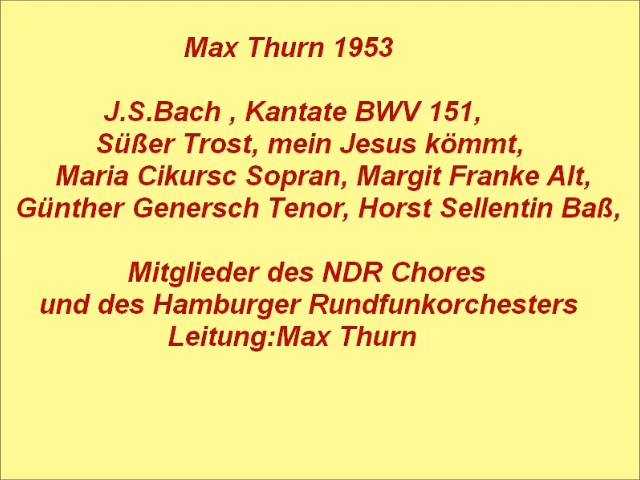 Max Thurn 1953
J.S.Bach , Kantate BWV 151,
Süßer Trost, mein Jesus kömmt,
Maria Cikursc Sopran, Margit Franke Alt,
Günther Genersch Tenor, Horst Sellentin Baß,
Mitglieder des NDR Chores
und des Hamburger Rundfunkorchesters
Leitung:Max Thurn